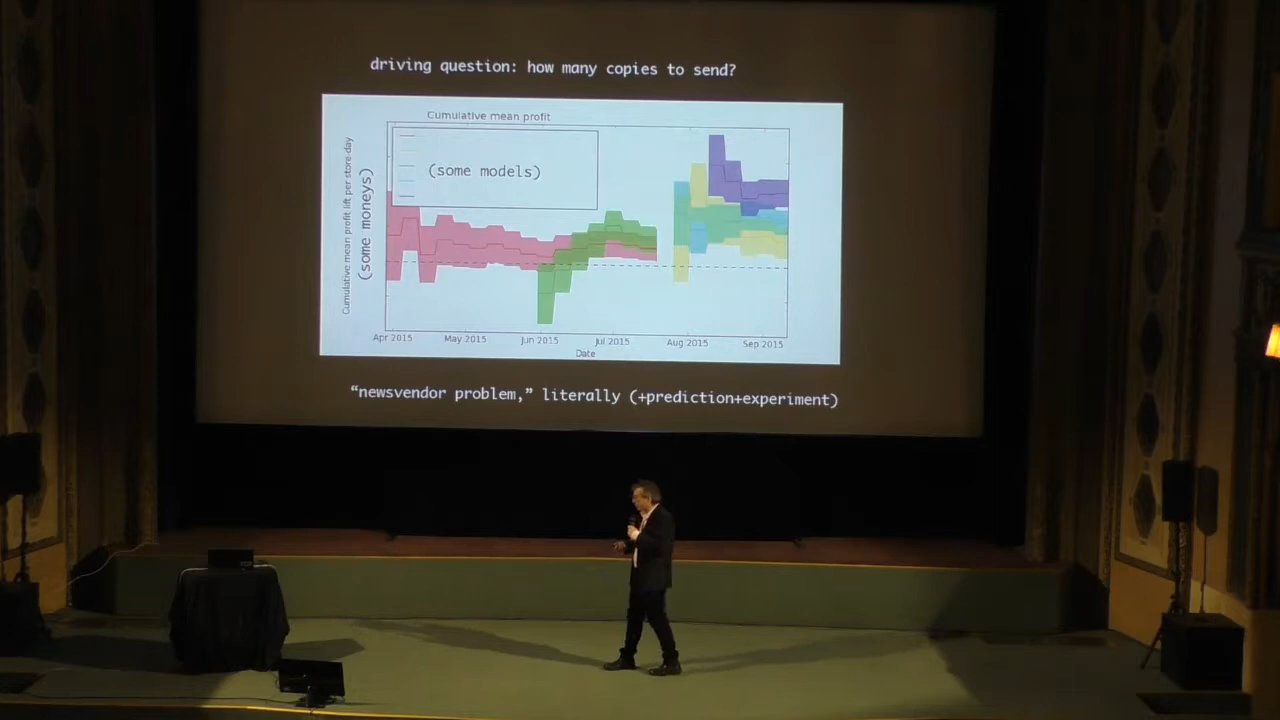 driving question: how many copies to send?
Cumulative mean profit
Cumulative mean profit lift per store-day
(some moneys)
(some models)
Apr 2015 May 2015 Jun 2015 Jul 2015 Aug 2015 Sep 2015
Date
“newsvendor problem,” literally (+prediction+experiment)